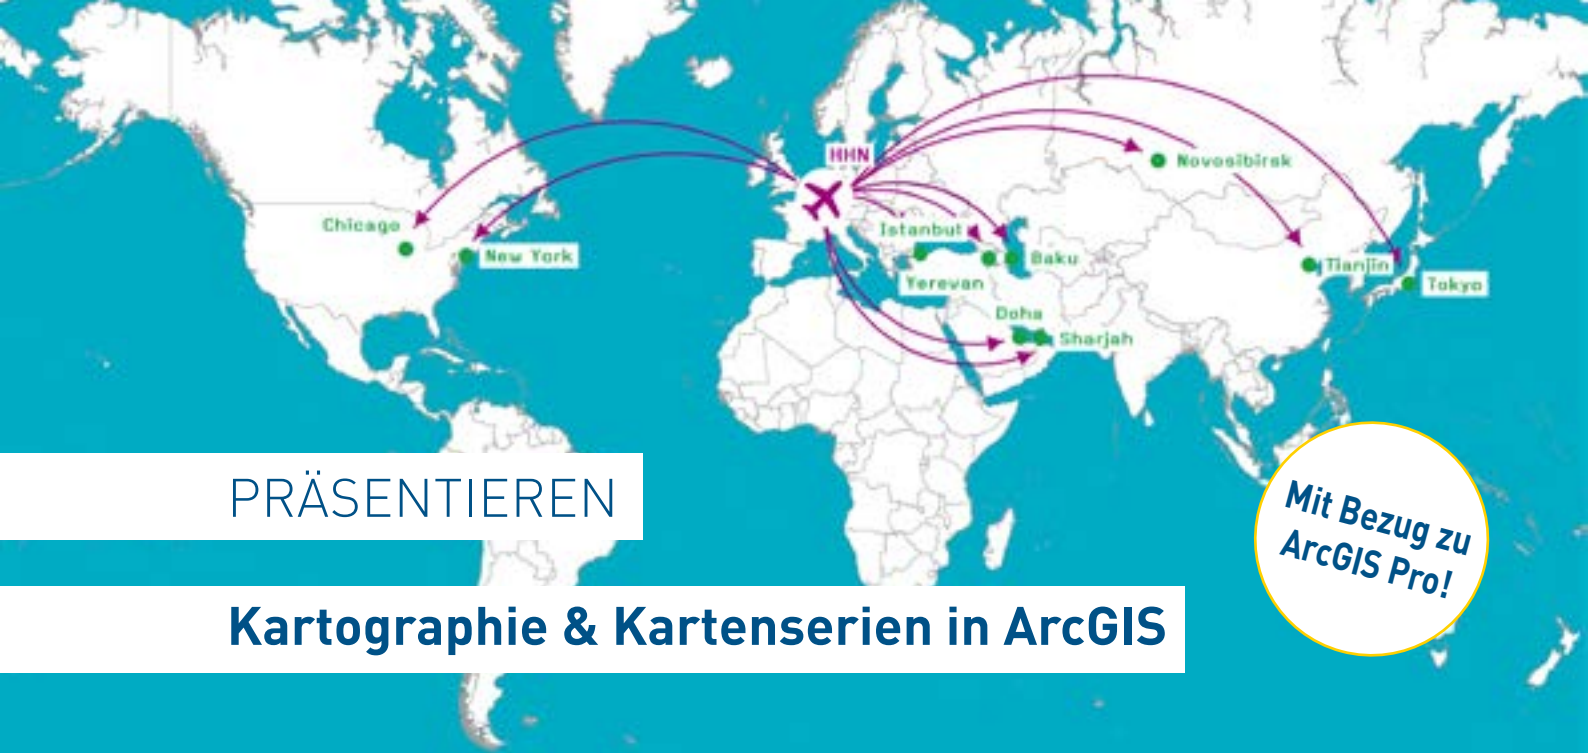 HHN
Novosibirsk
Chicago
Istanbul
New York
Baku
Tianjin
Yerevan
Tokyo
Doha
Sharjah
PRÄSENTIEREN
Mit Bezug zu
ArcGIS Pro!
Kartographie & Kartenserien in ArcGIS